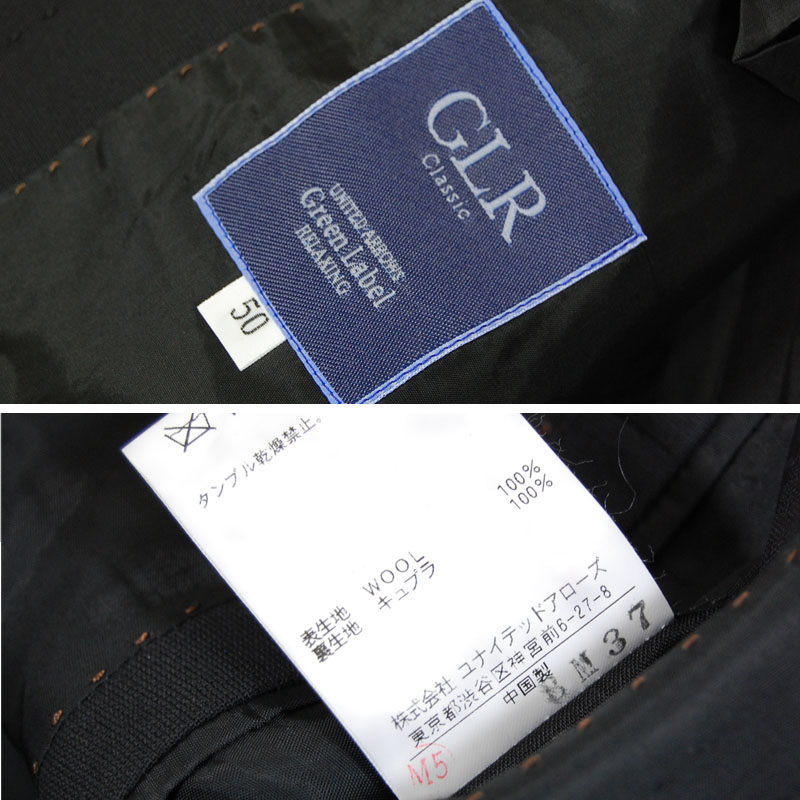 GLR
Classic
UNITED ARROWS
Green Label
RELAXING
50
タンブル乾燥禁止。
表生地 WOOL 100%
裏生地 キュプラ 100%
株式会社 ユナイテッドアローズ
東京都渋谷区神宮前6-27-8
中国製
8M37
M5